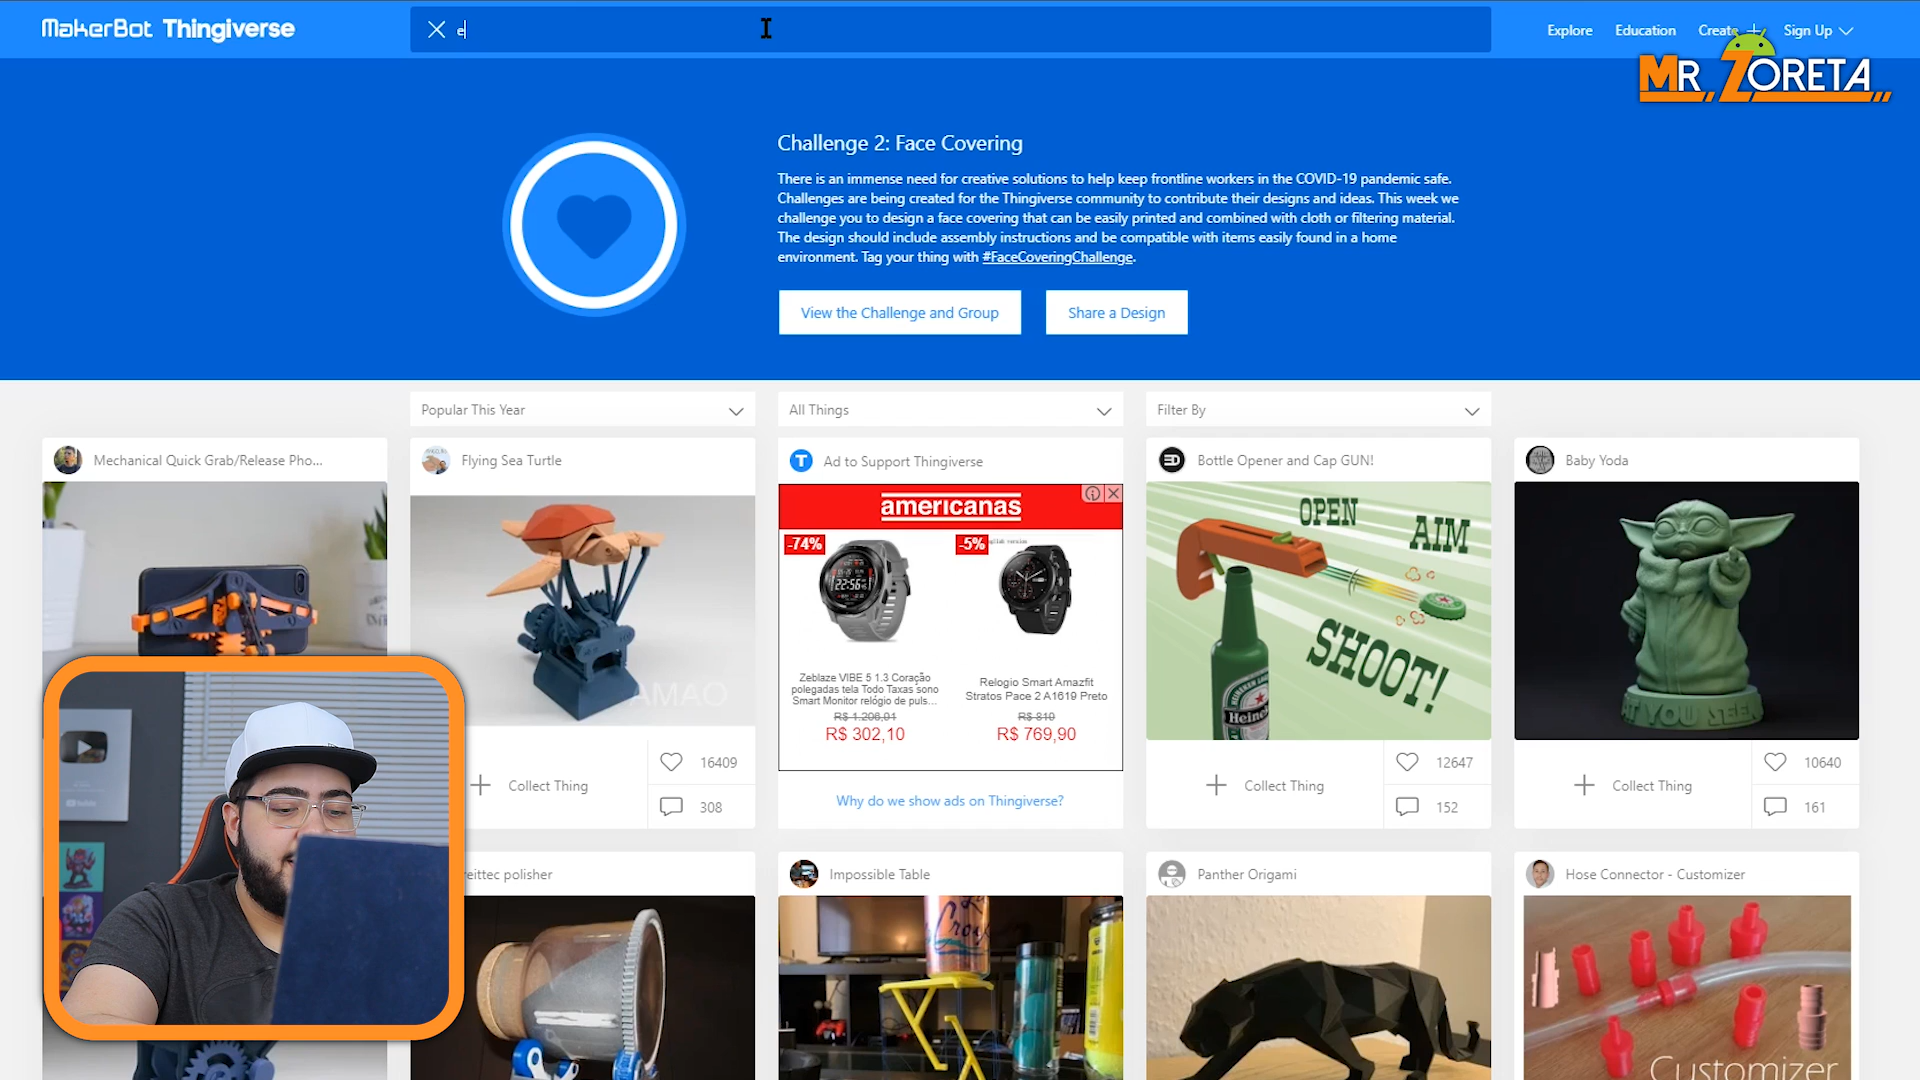 MakerBot Thingiverse
e
Explore
Education
Create
Sign Up
MR ZORETA
Challenge 2: Face Covering
There is an immense need for creative solutions to help keep frontline workers in the COVID-19 pandemic safe.
Challenges are being created for the Thingiverse community to contribute their designs and ideas. This week we
challenge you to design a face covering that can be easily printed and combined with cloth or filtering material.
The design should include assembly instructions and be compatible with items easily found in a home
environment. Tag your thing with #FaceCoveringChallenge.
View the Challenge and Group
Share a Design
Popular This Year
All Things
Filter By
Mechanical Quick Grab/Release Pho...
Flying Sea Turtle
Ad to Support Thingiverse
Bottle Opener and Cap GUN!
Baby Yoda
AMAO
americanas
-74%
-5%
Zeblaze VIBE 5 1.3 Coração
polegadas tela Todo Taxas sono
Smart Monitor relógio de puls...
R$ 1.206,01
R$ 302,10
Relogio Smart Amazfit
Stratos Pace 2 A1619 Preto
R$ 810
R$ 769,90
OPEN
AIM
SHOOT!
Heineken
Collect Thing
16409
308
Why do we show ads on Thingiverse?
Collect Thing
12647
152
Collect Thing
10640
161
reittec polisher
Impossible Table
Panther Origami
Hose Connector - Customizer
Customizer